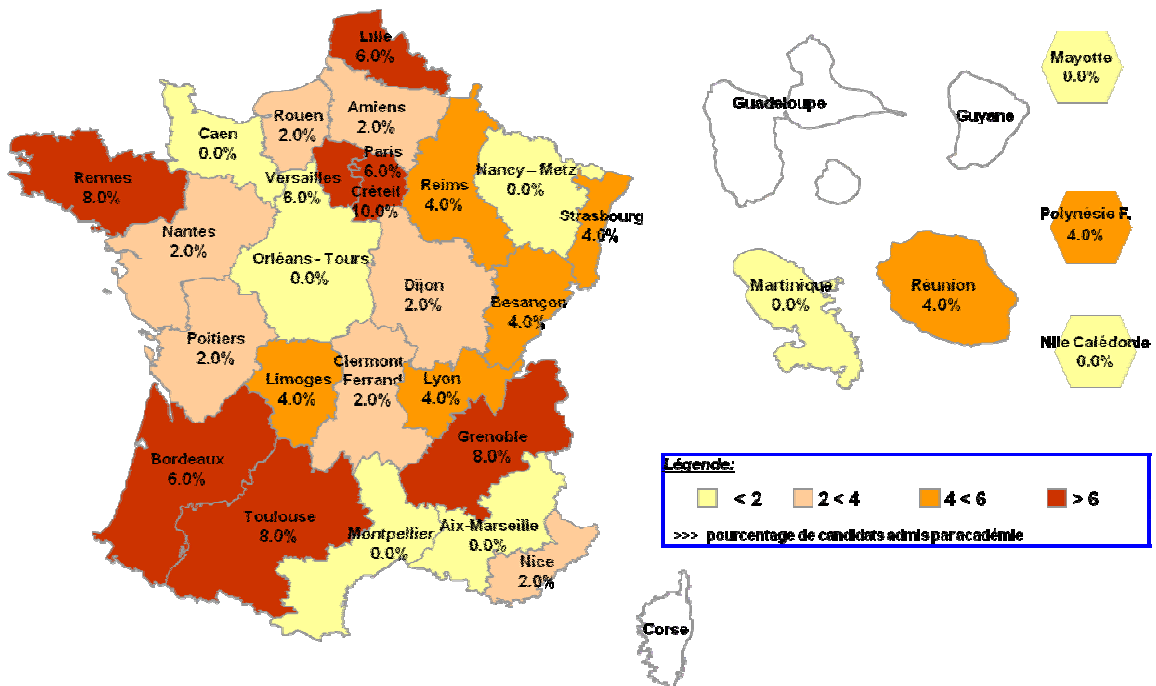 Lille
6.0%
Amiens
2.0%
Rouen
2.0%
Caen
0.0%
Paris
6.0%
Versailles
6.0%
Créteil
10.0%
Rennes
8.0%
Reims
4.0%
Nancy – Metz
0.0%
Strasbourg
4.0%
Nantes
2.0%
Orléans - Tours
0.0%
Dijon
2.0%
Besançon
4.0%
Poitiers
2.0%
Limoges
4.0%
Clermont
Ferrand
2.0%
Lyon
4.0%
Grenoble
8.0%
Bordeaux
6.0%
Toulouse
8.0%
Montpellier
0.0%
Aix-Marseille
0.0%
Nice
2.0%
Corse
Guadeloupe
Guyane
Mayotte
0.0%
Polynésie F.
4.0%
Martinique
0.0%
Réunion
4.0%
Nlle Calédonie
0.0%
Légende:
< 2 2 < 4 4 < 6 > 6
>>> pourcentage de candidats admis par académie